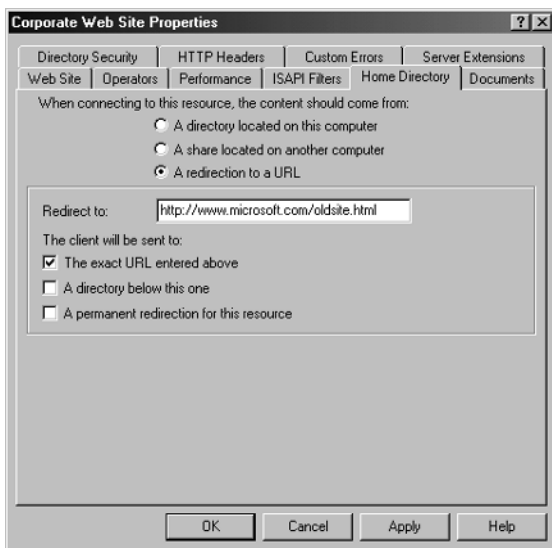 Corporate Web Site Properties
Directory Security HTTP Headers Custom Errors Server Extensions
Web Site Operators Performance ISAPI Filters Home Directory Documents
When connecting to this resource, the content should come from:
A directory located on this computer
A share located on another computer
A redirection to a URL
Redirect to: http://www.microsoft.com/oldsite.html
The client will be sent to:
The exact URL entered above
A directory below this one
A permanent redirection for this resource
OK Cancel Apply Help